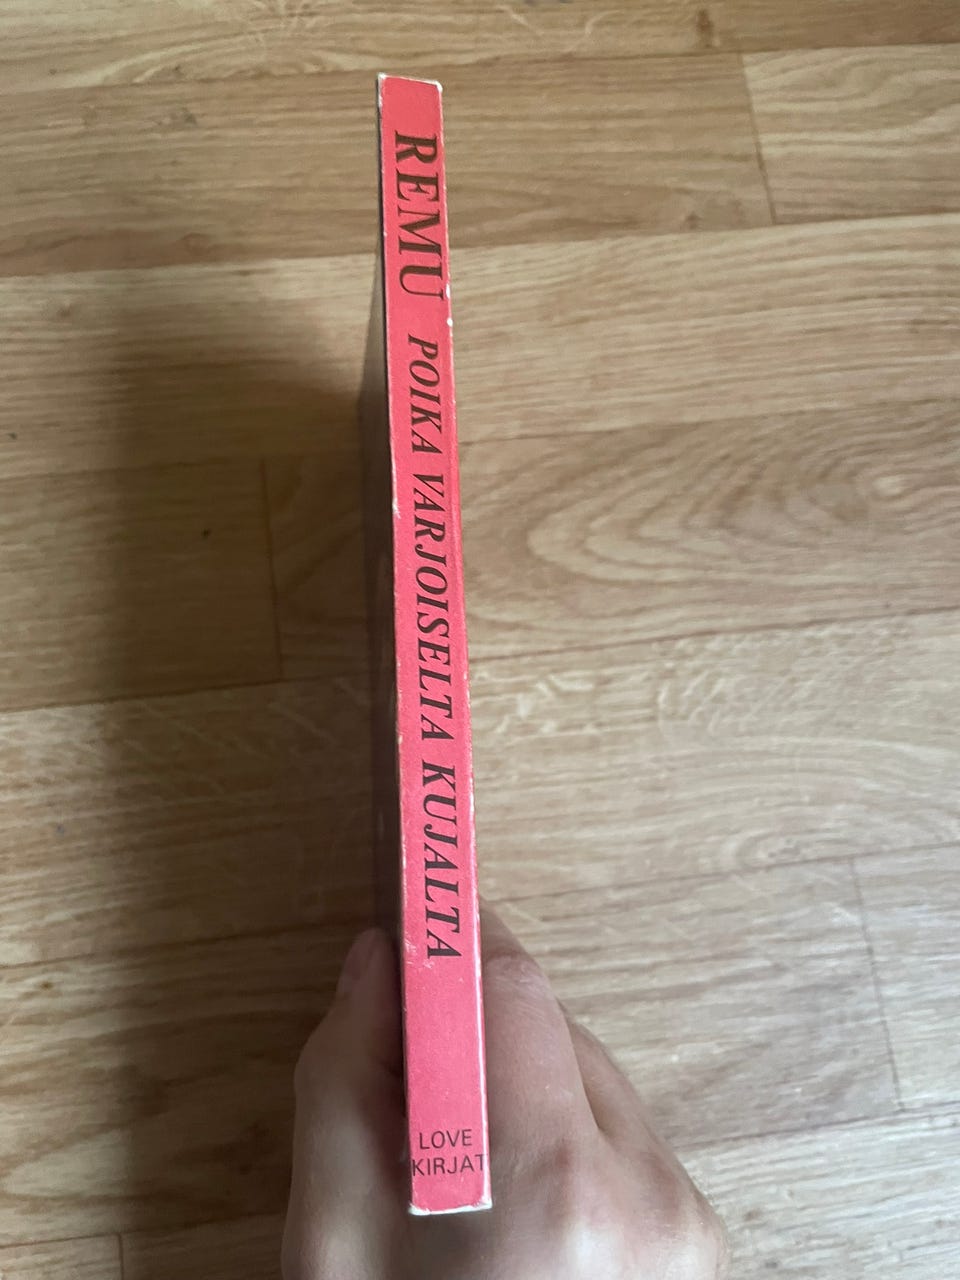 REMU POIKA VARJOISELTA KUJALTA
LOVE
KIRJAT